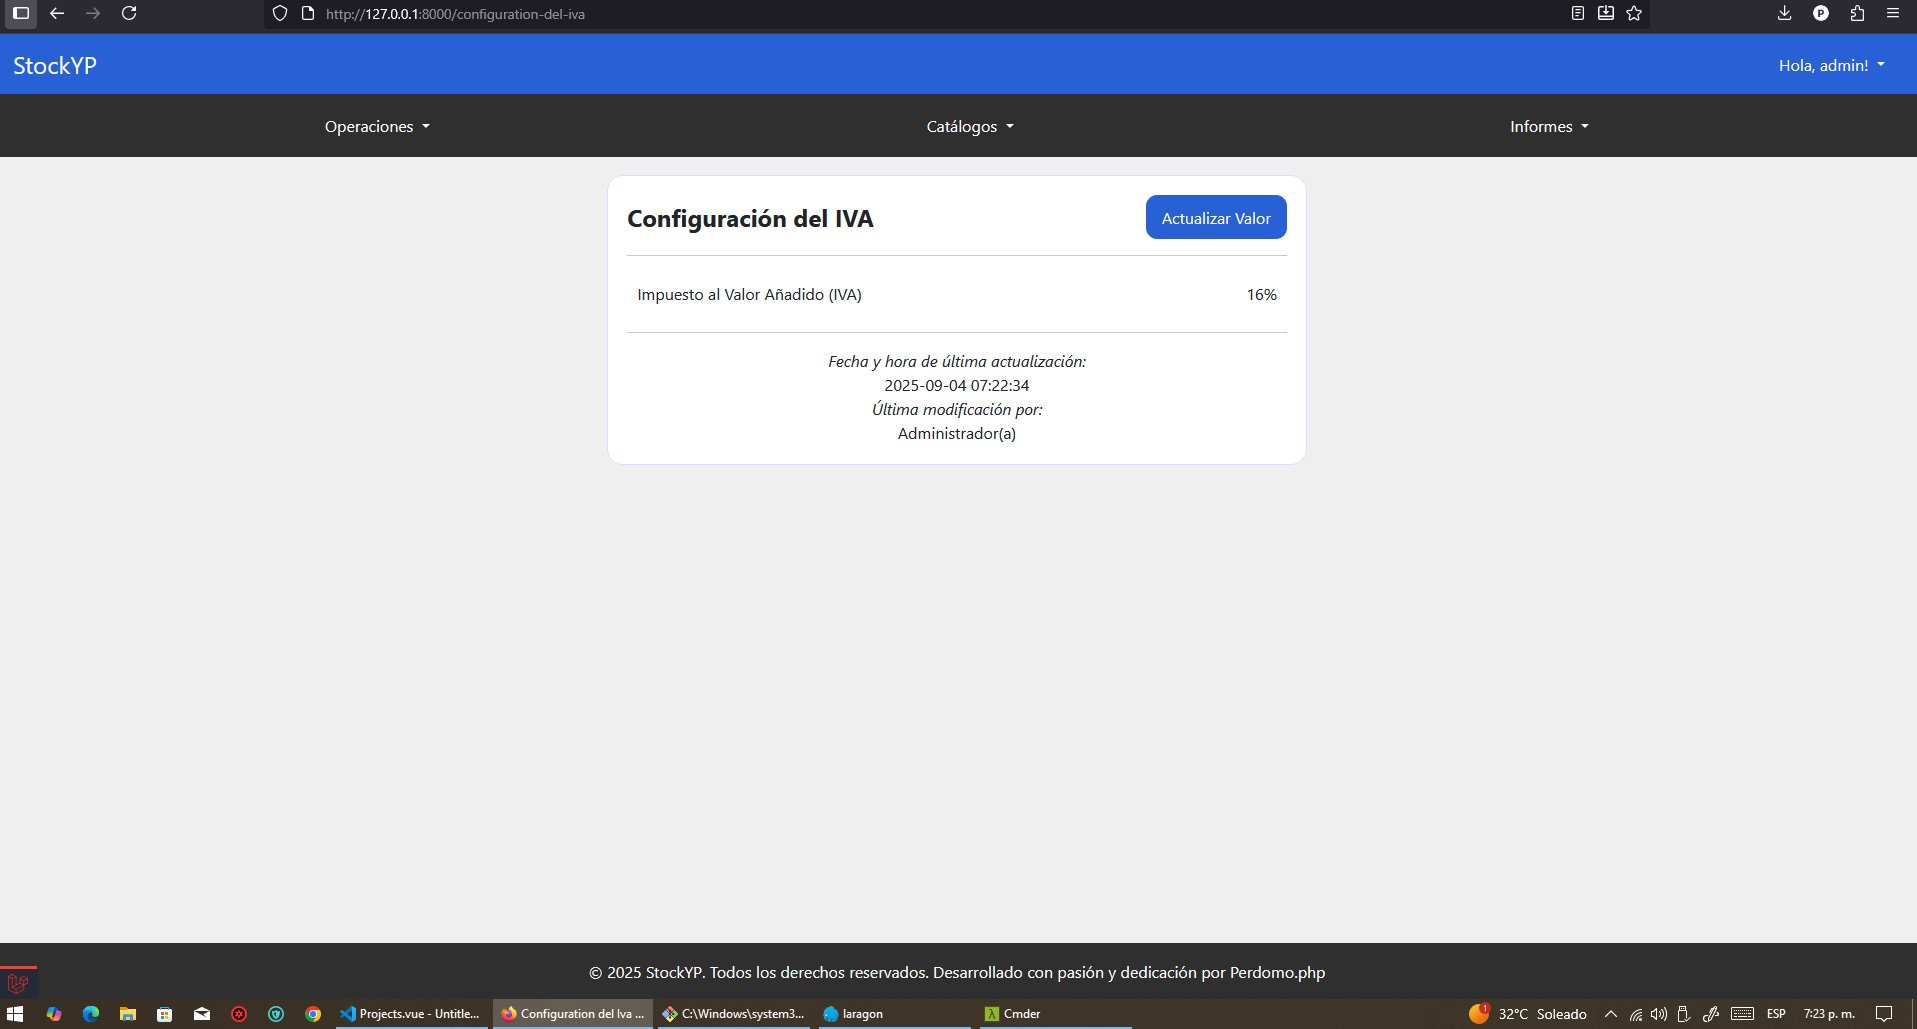 http://127.0.0.1:8000/configuration-del-iva
StockYP
Hola, admin!
Operaciones
Catálogos
Informes
Configuración del IVA
Actualizar Valor
Impuesto al Valor Añadido (IVA)
16%
Fecha y hora de última actualización:
2025-09-04 07:22:34
Última modificación por:
Administrador(a)
© 2025 StockYP. Todos los derechos reservados. Desarrollado con pasión y dedicación por Perdomo.php
Projects.vue - Untitle...
Configuration del Iva ...
C:\Windows\system3...
laragon
Cmder
1
32°C Soleado
ESP
7:23 p. m.